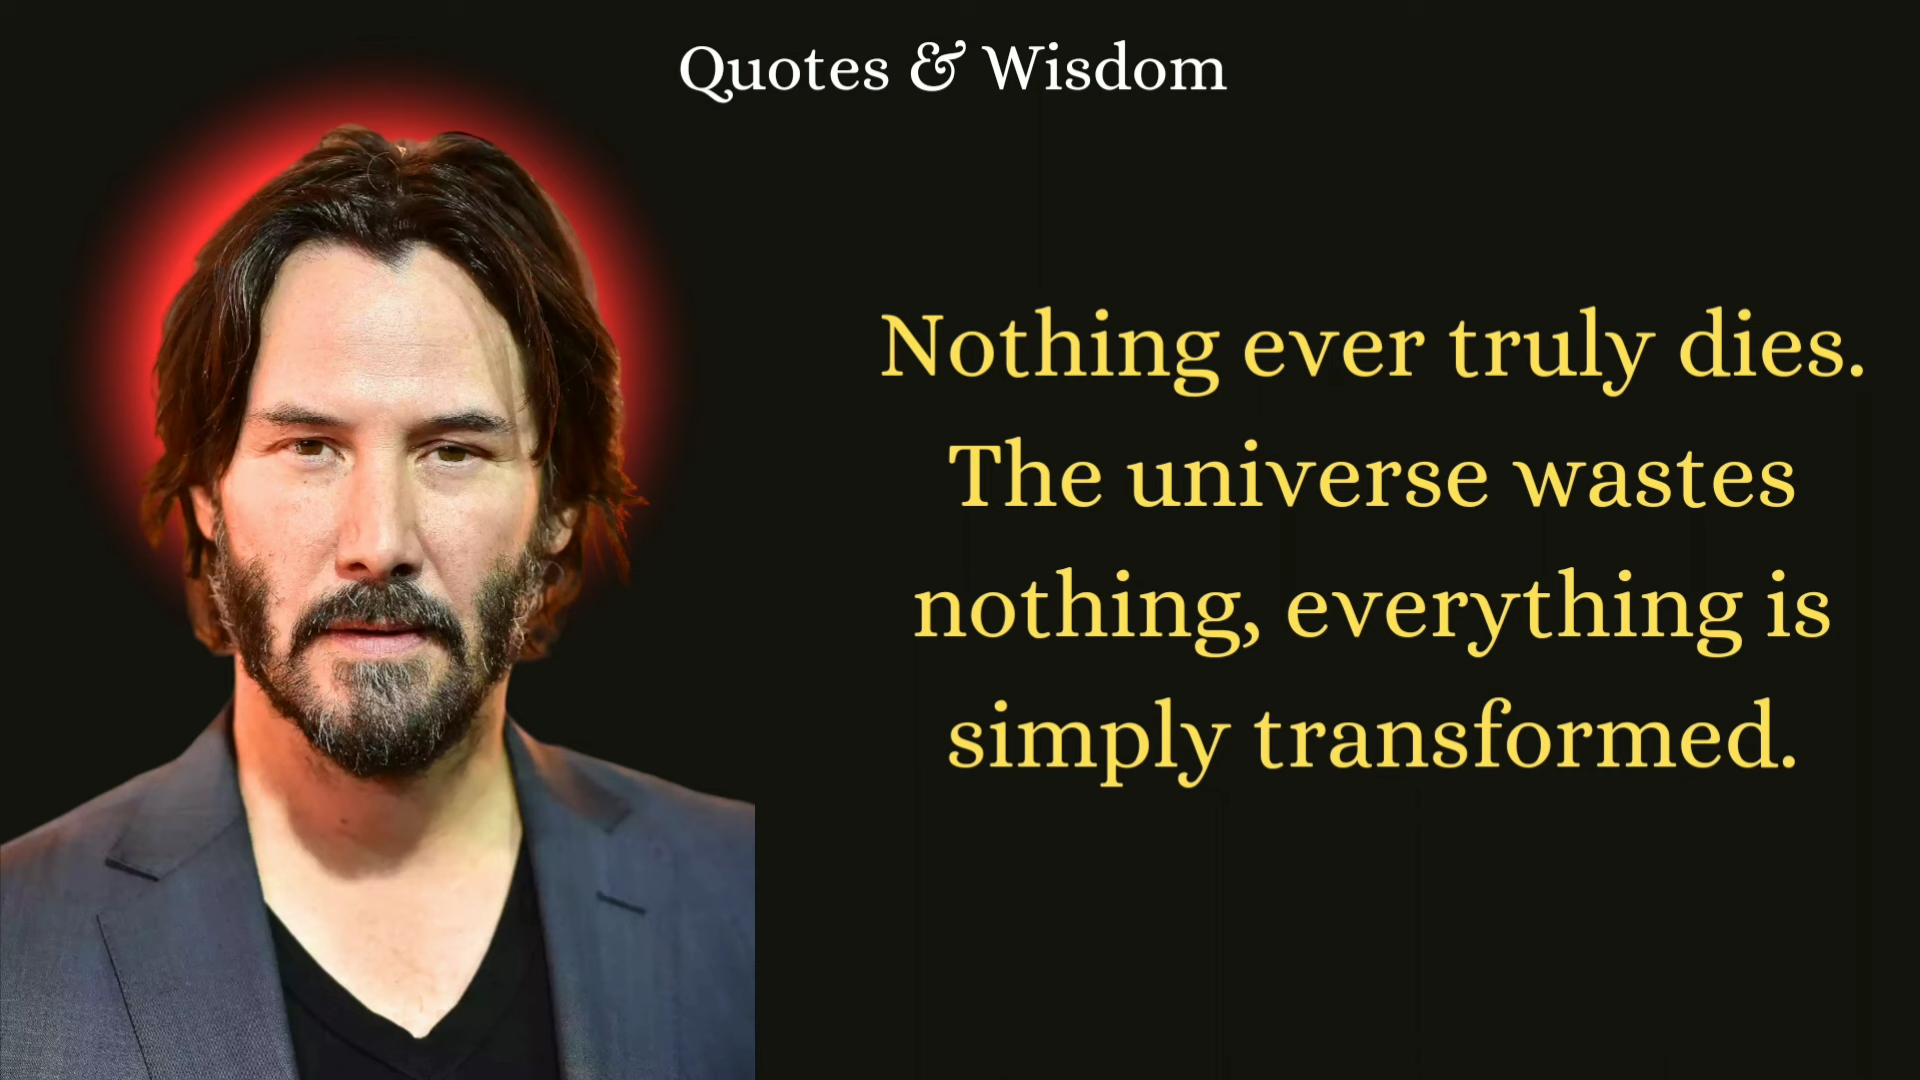 Quotes & Wisdom
Nothing ever truly dies.
The universe wastes
nothing, everything is
simply transformed.